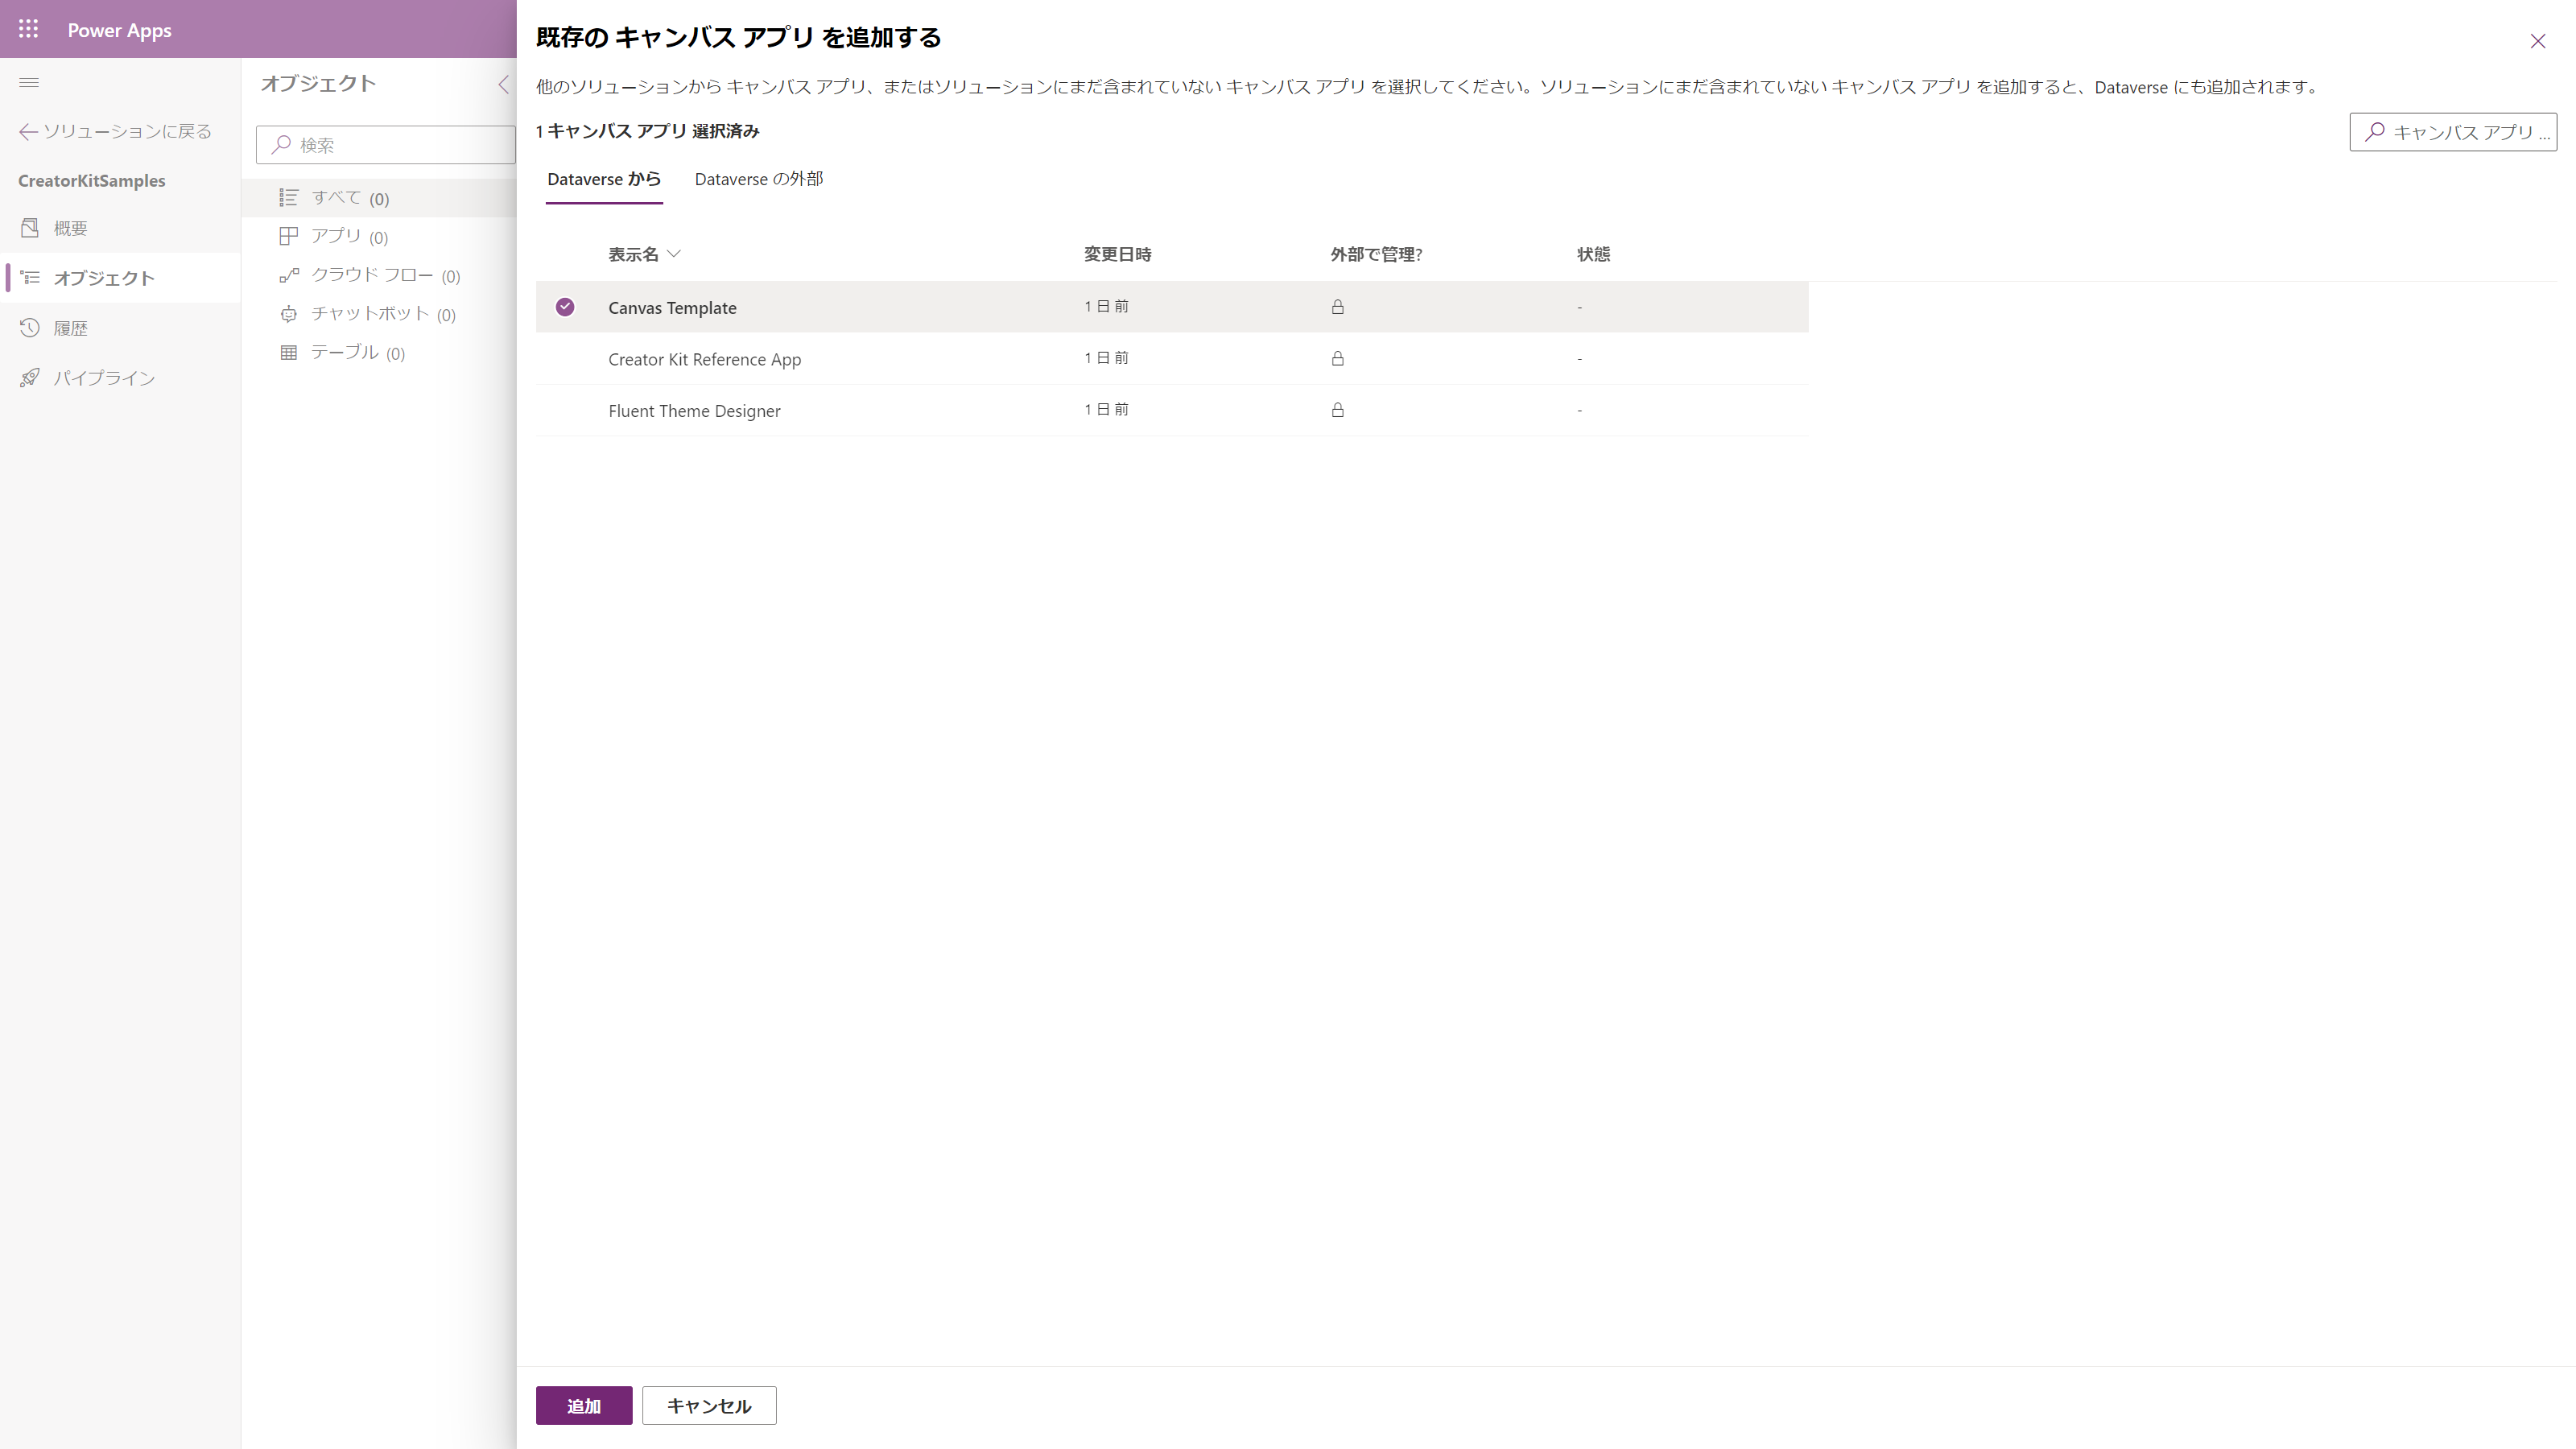 Power Apps
ソリューションに戻る
CreatorKitSamples
概要
オブジェクト
履歴
パイプライン
オブジェクト
検索
すべて (0)
アプリ (0)
クラウド フロー (0)
チャットボット (0)
テーブル (0)
既存の キャンバス アプリ を追加する
他のソリューションから キャンバス アプリ、またはソリューションにまだ含まれていない キャンバス アプリ を選択してください。ソリューションにまだ含まれていない キャンバス アプリ を追加すると、Dataverse にも追加されます。
1 キャンバス アプリ 選択済み
キャンバス アプリ ...
Dataverse から Dataverse の外部
表示名 変更日時 外部で管理? 状態
Canvas Template 1 日 前 -
Creator Kit Reference App 1 日 前 -
Fluent Theme Designer 1 日 前 -
追加 キャンセル